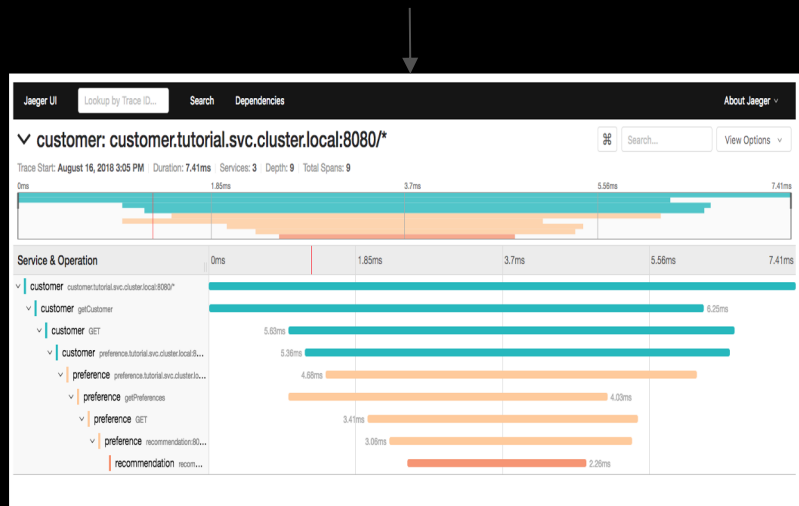 Jaeger UI Lookup by Trace ID... Search Dependencies About Jaeger
customer: customer.tutorial.svc.cluster.local:8080/* ⌘ Search... View Options
Trace Start: August 16, 2018 3:05 PM | Duration: 7.41ms | Services: 3 | Depth: 9 | Total Spans: 9
0ms 1.85ms 3.7ms 5.56ms 7.41ms
Service & Operation 0ms 1.85ms 3.7ms 5.56ms 7.41ms
customer customer.tutorial.svc.cluster.local:8080/*
customer getCustomer 6.25ms
customer GET 5.63ms
customer preference.tutorial.svc.cluster.local:8... 5.36ms
preference preference.tutorial.svc.cluster.lo... 4.68ms
preference getPreferences 4.03ms
preference GET 3.41ms
preference recommendation:80... 3.06ms
recommendation recom... 2.26ms